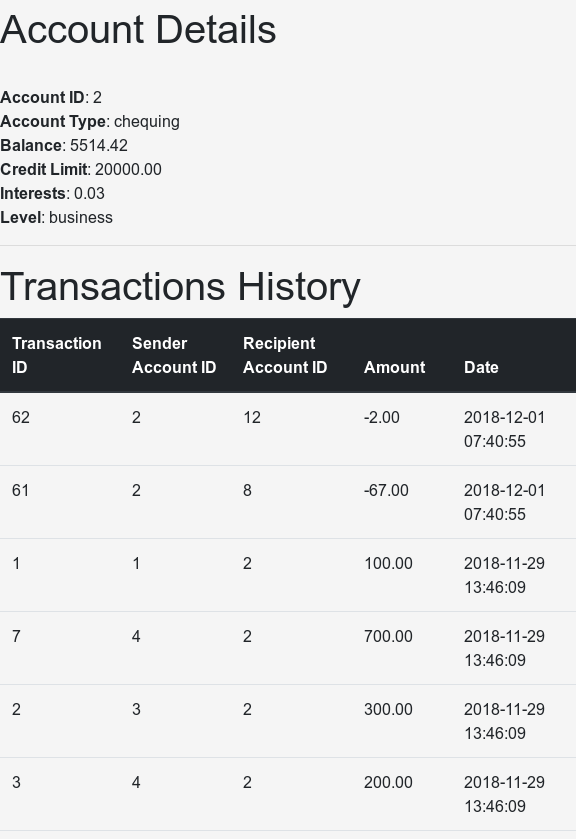 Account Details
Account ID: 2
Account Type: chequing
Balance: 5514.42
Credit Limit: 20000.00
Interests: 0.03
Level: business
Transactions History
Transaction ID Sender Account ID Recipient Account ID Amount Date
62 2 12 -2.00 2018-12-01 07:40:55
61 2 8 -67.00 2018-12-01 07:40:55
1 1 2 100.00 2018-11-29 13:46:09
7 4 2 700.00 2018-11-29 13:46:09
2 3 2 300.00 2018-11-29 13:46:09
3 4 2 200.00 2018-11-29 13:46:09